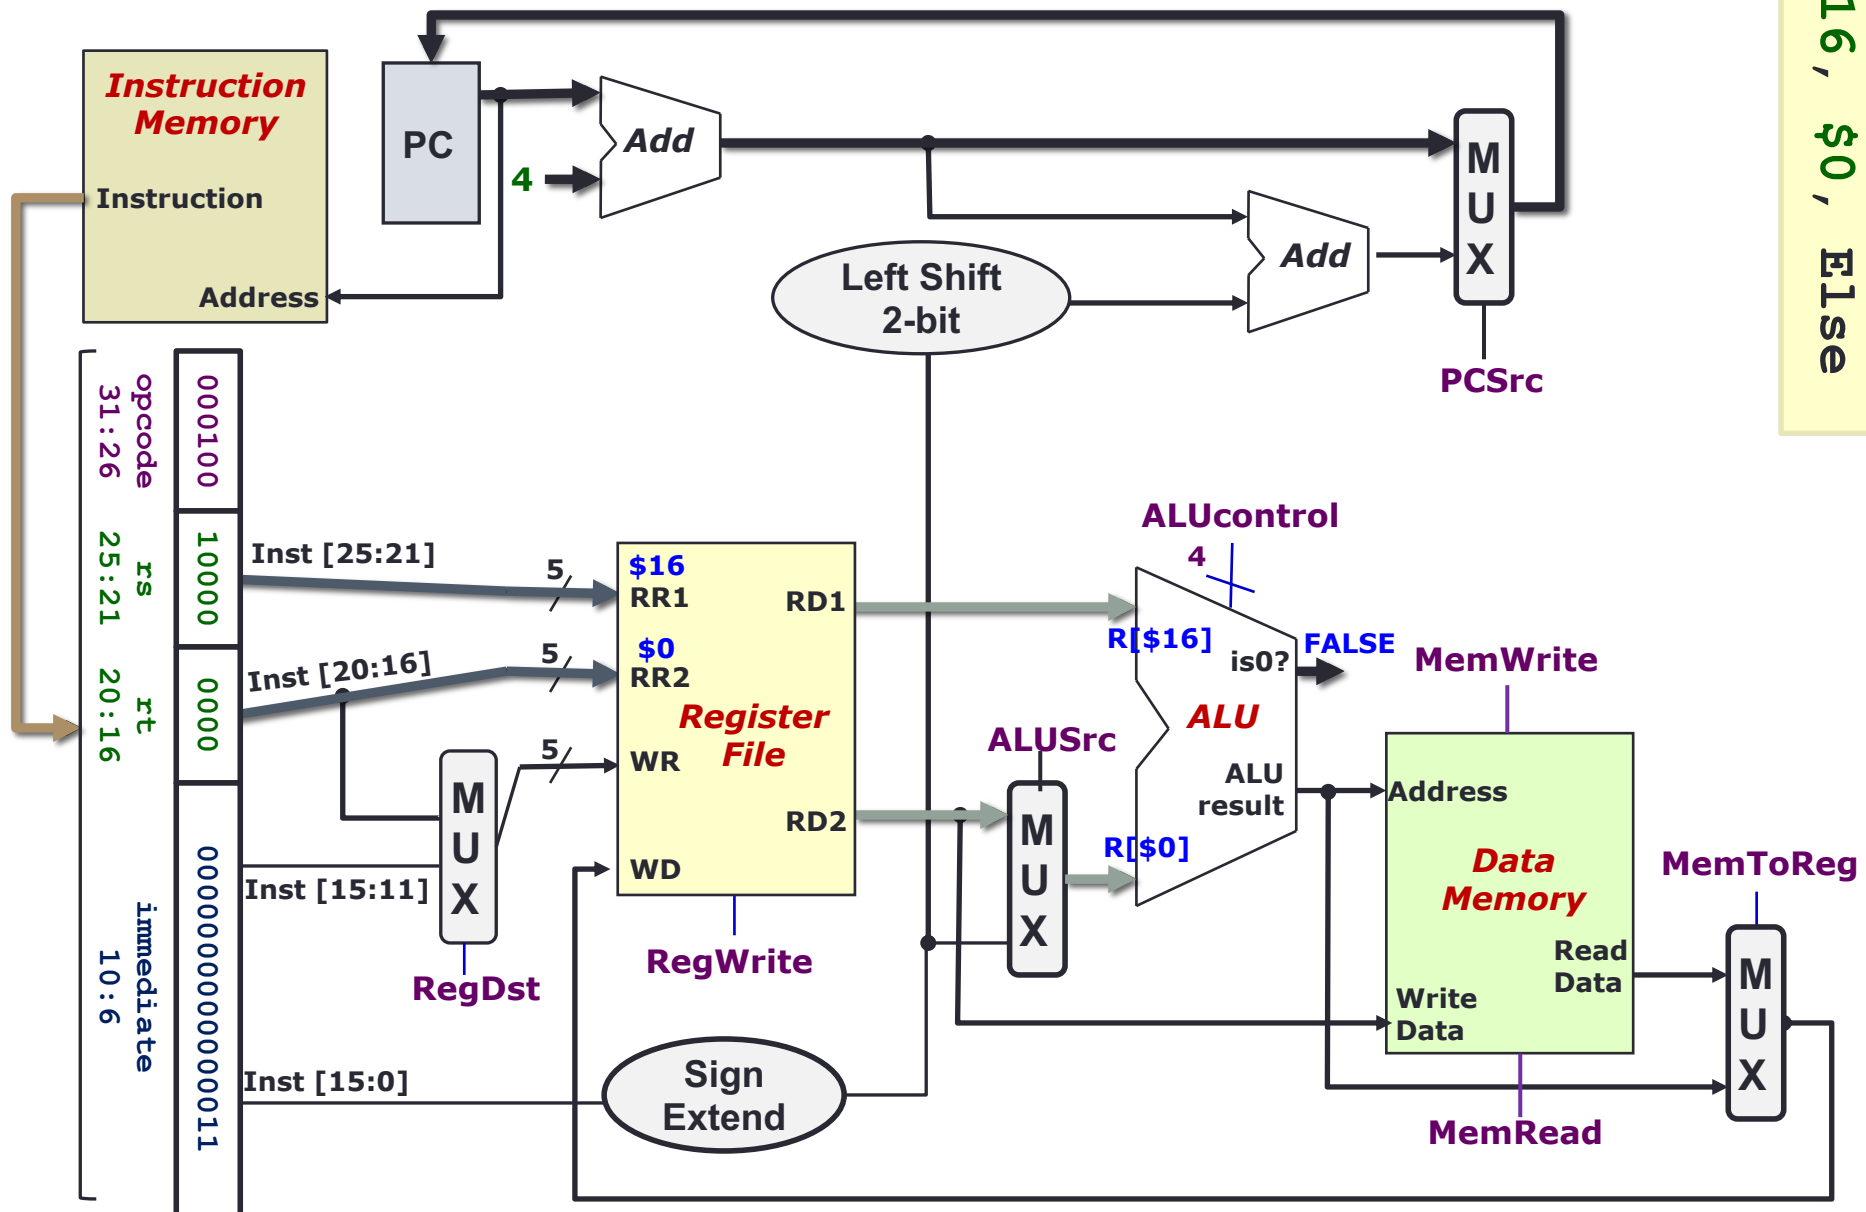 16, $0, Else
Instruction
Memory
Instruction
Address
PC
4
Add
Add
M
U
X
PCSrc
Left Shift
2-bit
opcode
31:26
000100
rs
25:21
10000
rt
20:16
0000
immediate
10:6
0000000000000011
Inst [25:21]
5
Inst [20:16]
5
5
Inst [15:11]
Inst [15:0]
M
U
X
RegDst
$16
RR1
$0
RR2
WR
WD
RD1
RD2
Register
File
RegWrite
Sign
Extend
ALUSrc
M
U
X
ALUcontrol
4
R[$16]
R[$0]
is0?
FALSE
ALU
ALU
result
MemWrite
Address
Data
Memory
Read
Data
Write
Data
MemRead
MemToReg
M
U
X